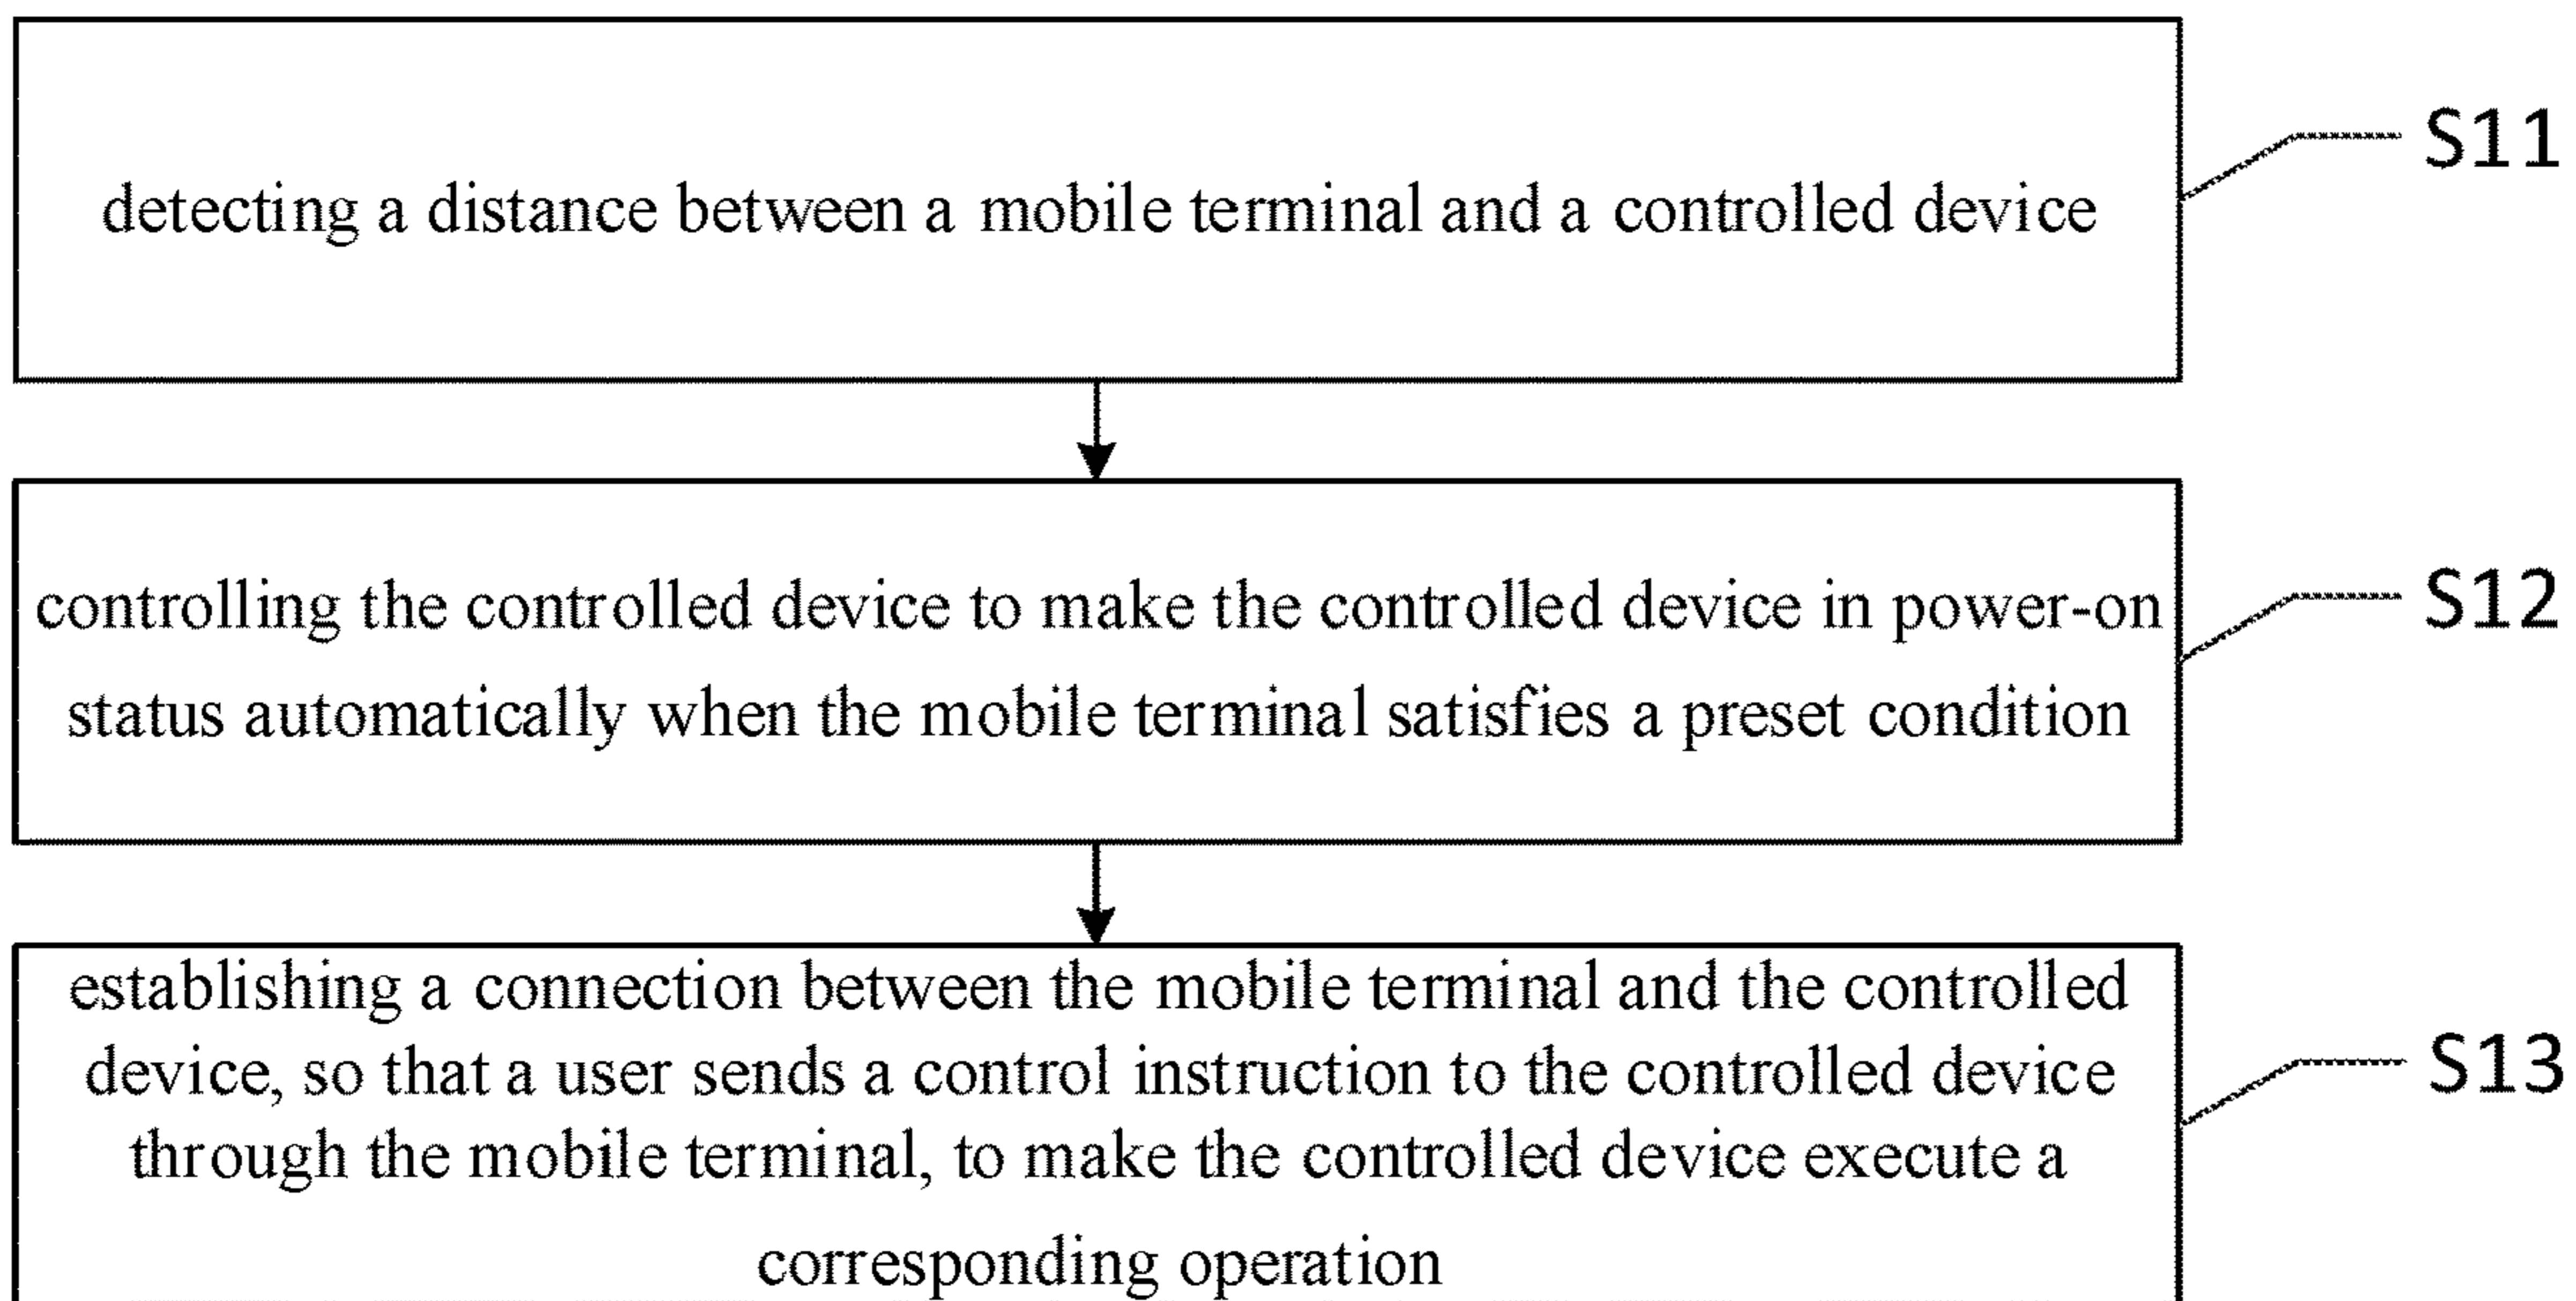 detecting a distance between a mobile terminal and a controlled device
S11
controlling the controlled device to make the controlled device in power-on
status automatically when the mobile terminal satisfies a preset condition
S12
establishing a connection between the mobile terminal and the controlled
device, so that a user sends a control instruction to the controlled device
through the mobile terminal, to make the controlled device execute a
corresponding operation
S13